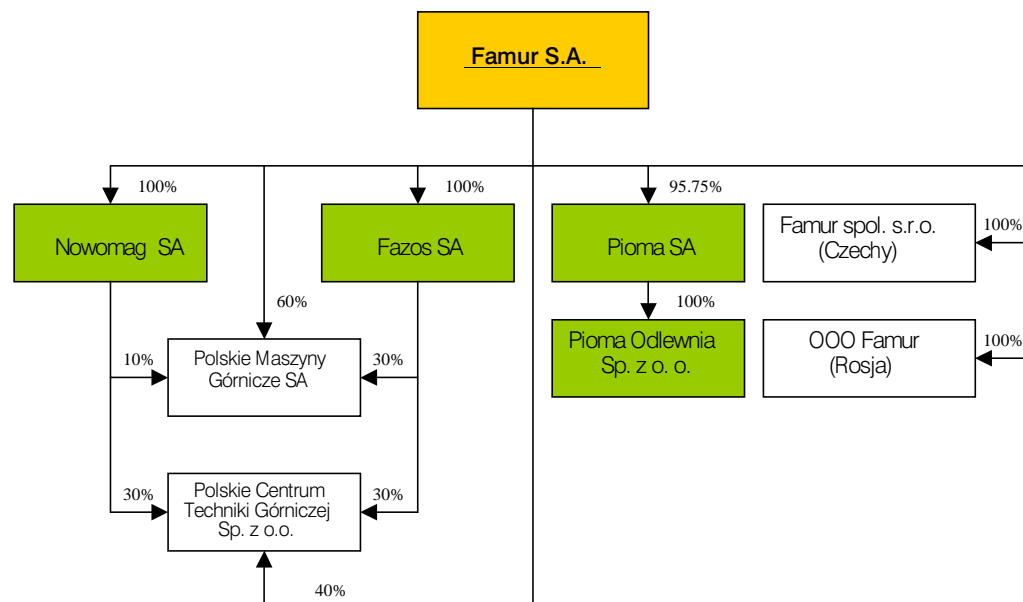 Famur S.A.
100%
100%
95.75%
Nowomag SA
Fazos SA
Pioma SA
Famur spol. s.r.o.
(Czechy)
100%
60%
100%
10%
Polskie Maszyny
Górnicze SA
30%
Pioma Odlewnia
Sp. z o. o.
OOO Famur
(Rosja)
100%
30%
Polskie Centrum
Techniki Górniczej
Sp. z o.o.
30%
40%